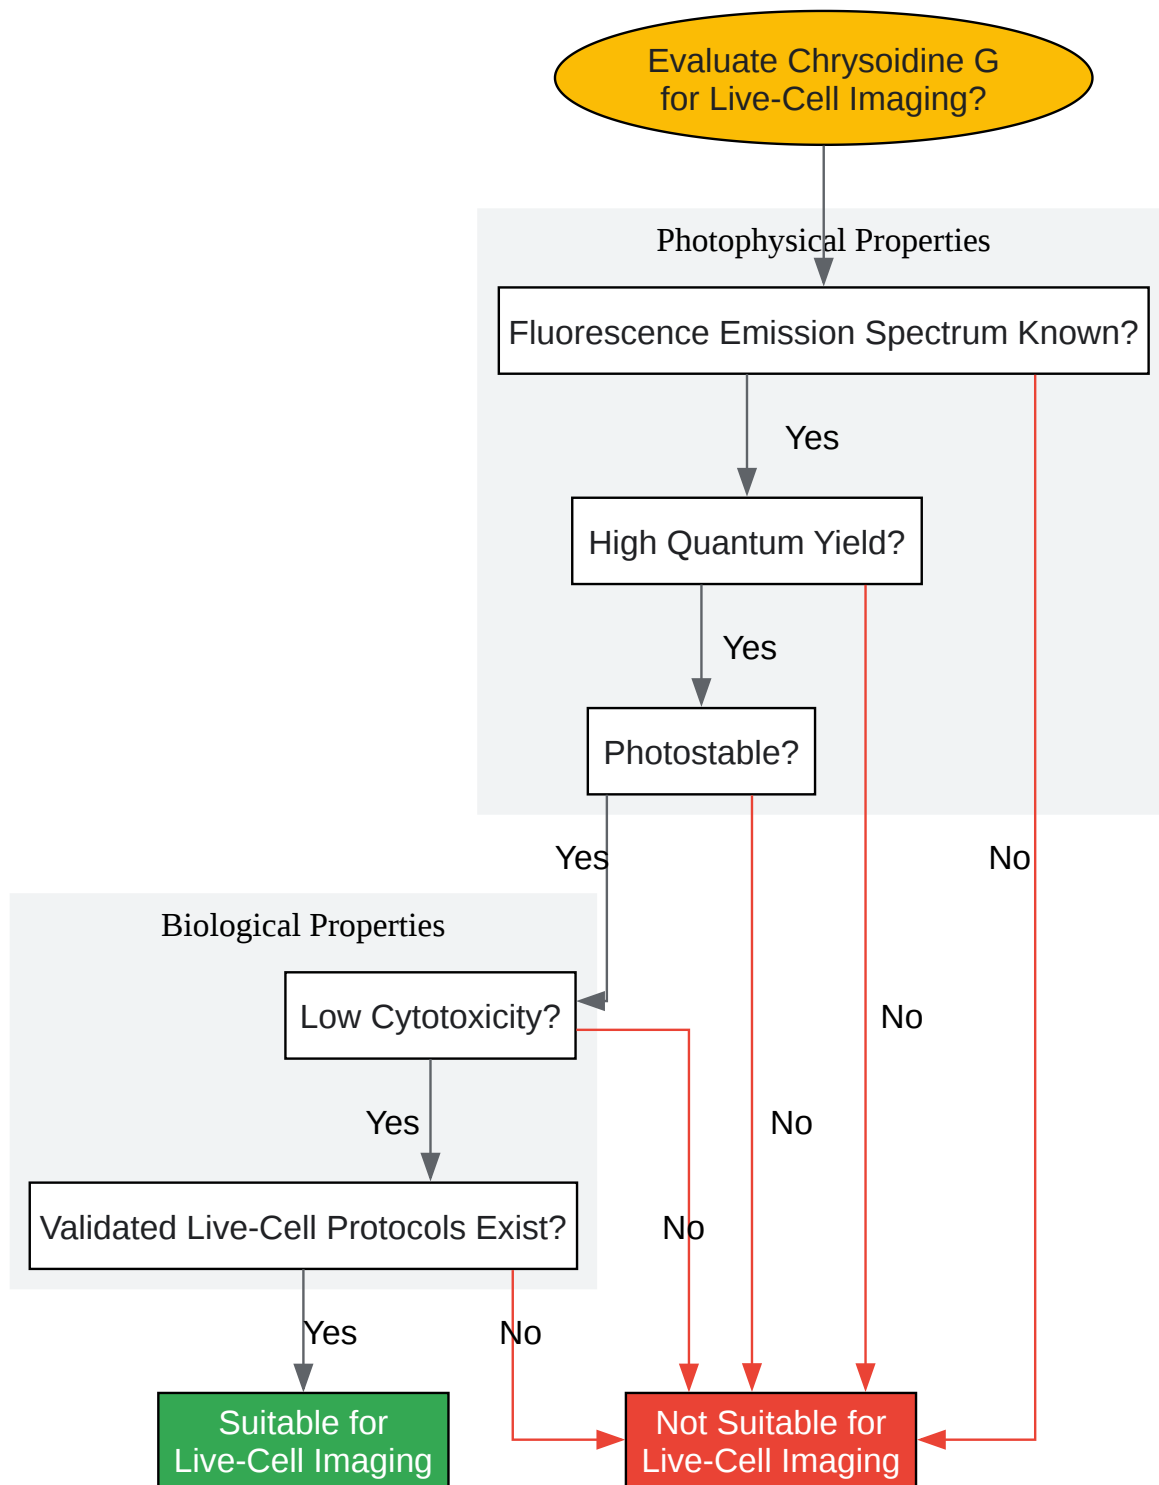 Evaluate Chrysoidine G
for Live-Cell Imaging?
Photophysical Properties
Fluorescence Emission Spectrum Known?
Yes
High Quantum Yield?
Yes
Photostable?
Yes
No
Biological Properties
Low Cytotoxicity?
No
Yes
No
Validated Live-Cell Protocols Exist?
No
Yes
No
Suitable for
Live-Cell Imaging
Not Suitable for
Live-Cell Imaging